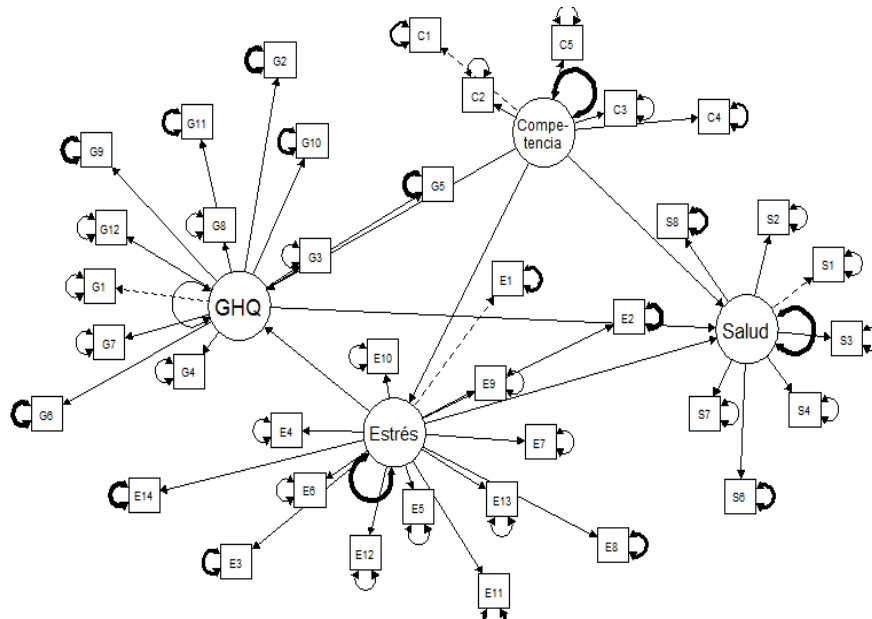 C1
C5
G2
C2
C3
C4
G11
Compe-
tencia
G10
G9
G5
G12
G8
S8
S2
G3
S1
G1
E1
GHQ
E2
Salud
S3
G7
E10
G4
E9
G6
S7
S4
E4
Estrés
E7
E14
E6
S6
E5
E13
E3
E12
E8
E11